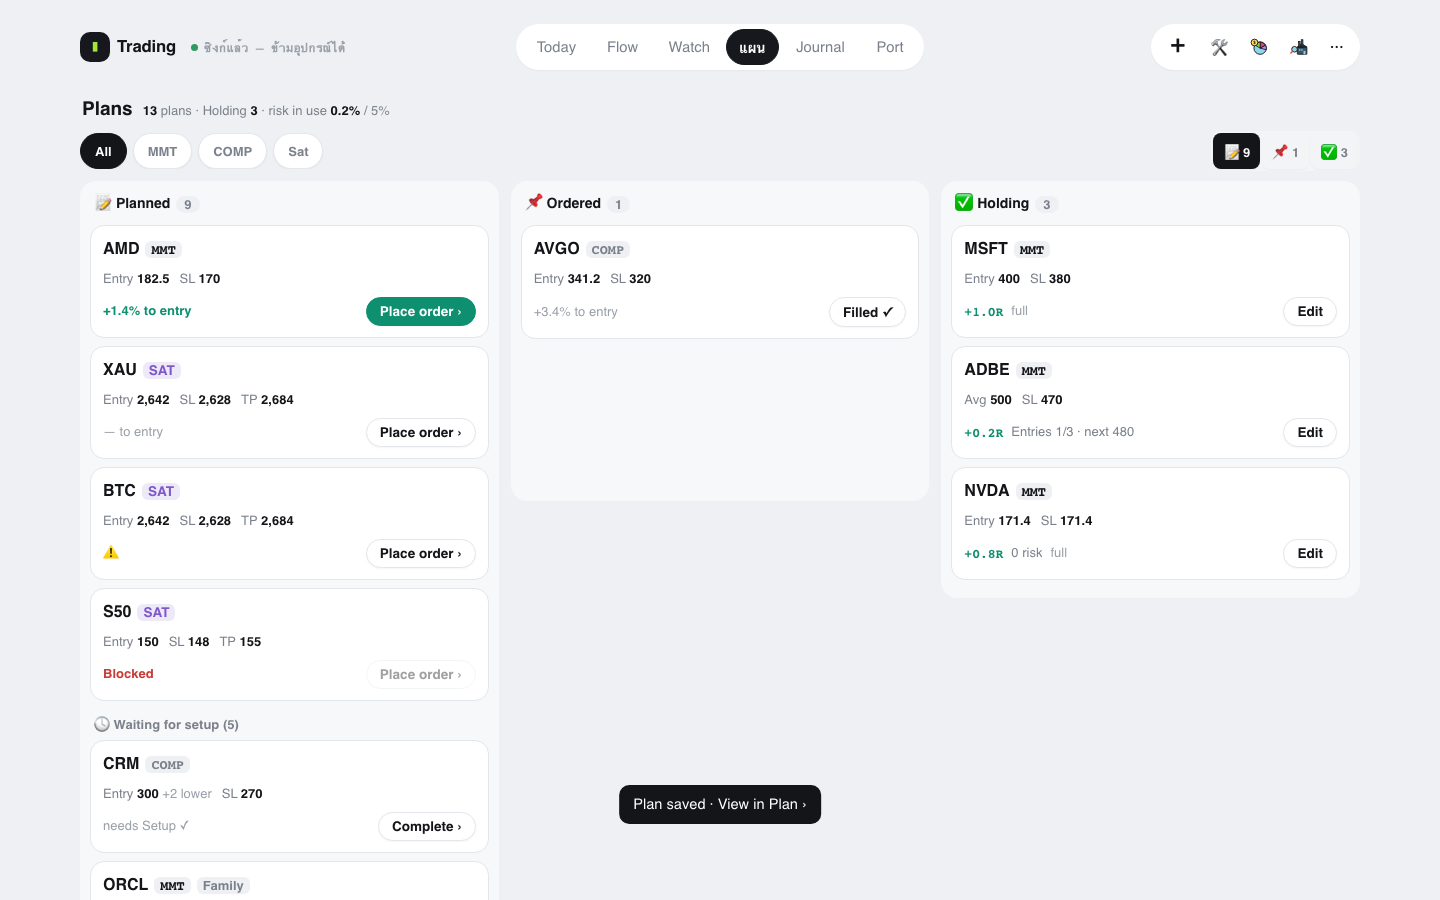 Trading
ซิงก์แล้ว — ข้ามอุปกรณ์ได้
Today Flow Watch แผน Journal Port
Plans 13 plans · Holding 3 · risk in use 0.2% / 5%
All MMT COMP Sat
9 1 3
Planned 9
AMD MMT
Entry 182.5 SL 170
+1.4% to entry Place order ›
XAU SAT
Entry 2,642 SL 2,628 TP 2,684
— to entry Place order ›
BTC SAT
Entry 2,642 SL 2,628 TP 2,684
Place order ›
S50 SAT
Entry 150 SL 148 TP 155
Blocked Place order ›
Waiting for setup (5)
CRM COMP
Entry 300 +2 lower SL 270
needs Setup ✓ Complete ›
ORCL MMT Family
Ordered 1
AVGO COMP
Entry 341.2 SL 320
+3.4% to entry Filled ✓
Holding 3
MSFT MMT
Entry 400 SL 380
+1.0R full Edit
ADBE MMT
Avg 500 SL 470
+0.2R Entries 1/3 · next 480 Edit
NVDA MMT
Entry 171.4 SL 171.4
+0.8R 0 risk full Edit
Plan saved · View in Plan ›